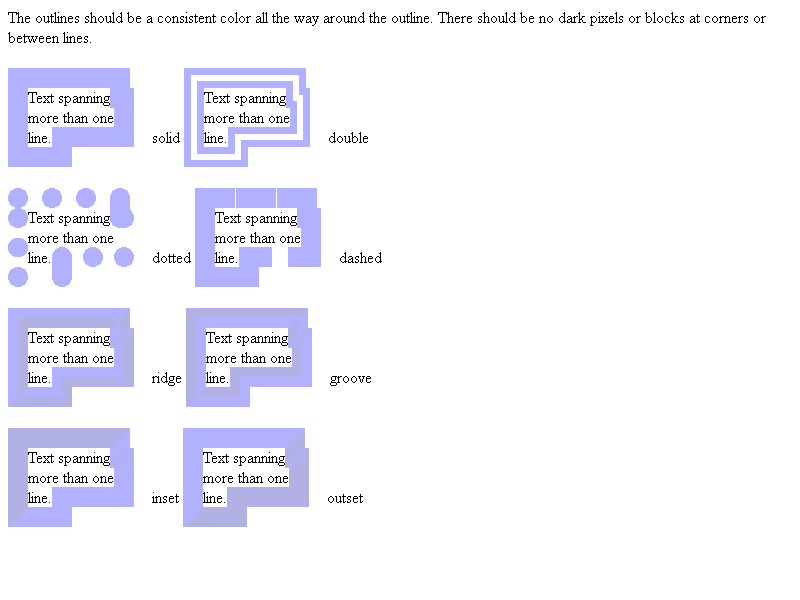 The outlines should be a consistent color all the way around the outline. There should be no dark pixels or blocks at corners or
between lines.
Text spanning
more than one
line.
solid
Text spanning
more than one
line.
double
Text spanning
more than one
line.
dotted
Text spanning
more than one
line.
dashed
Text spanning
more than one
line.
ridge
Text spanning
more than one
line.
groove
Text spanning
more than one
line.
inset
Text spanning
more than one
line.
outset